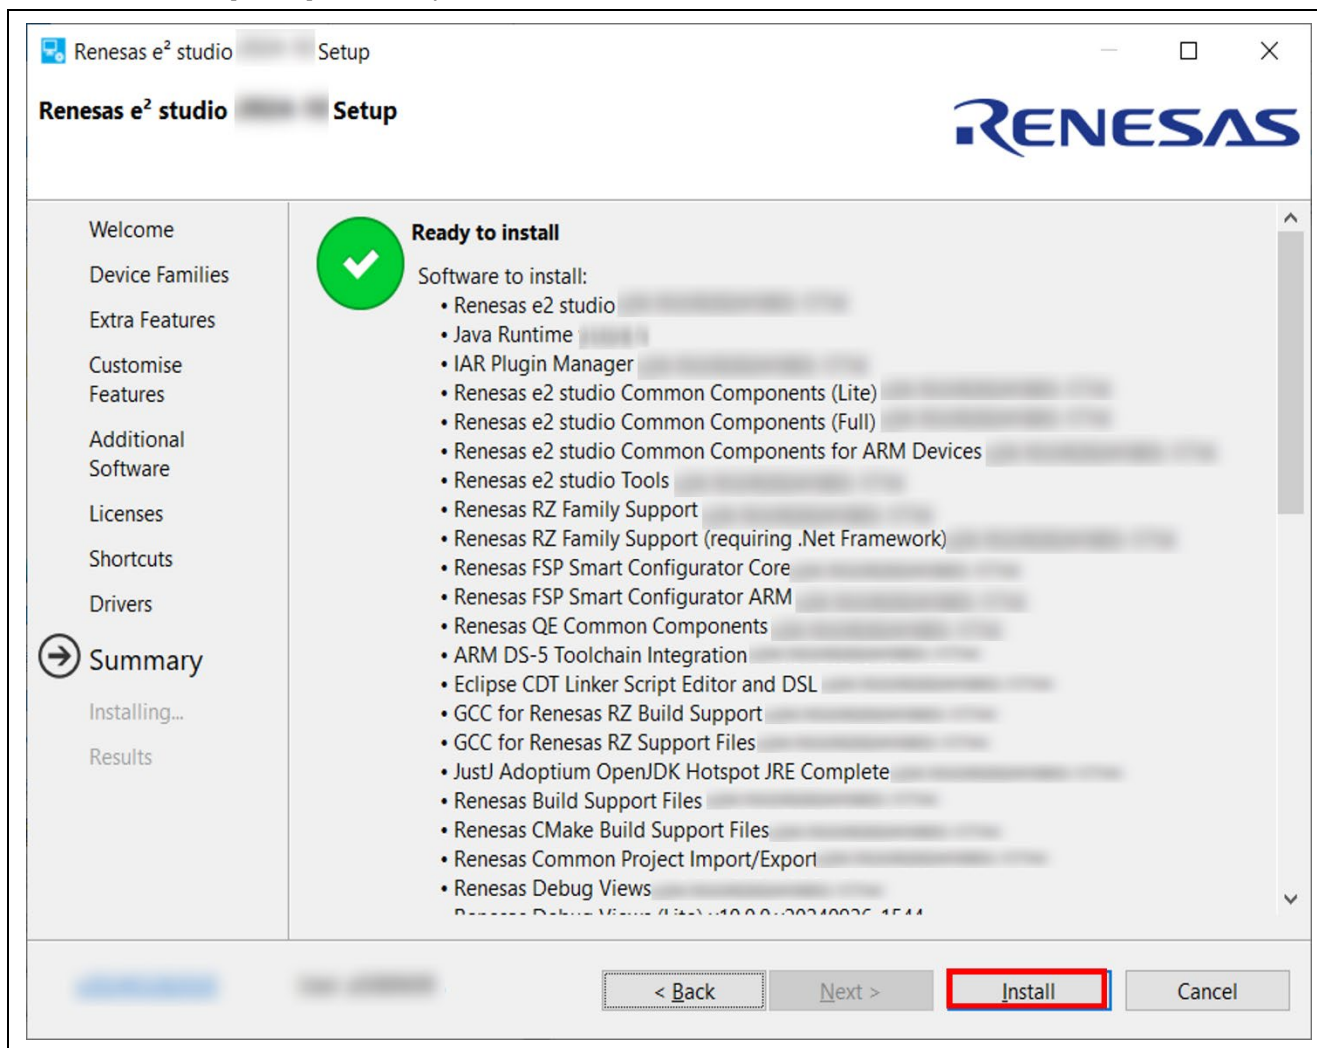 Renesas e² studio Setup
Renesas e² studio Setup
RENESAS
Welcome
Device Families
Extra Features
Customise
Features
Additional
Software
Licenses
Shortcuts
Drivers
Summary
Installing...
Results
Ready to install
Software to install:
• Renesas e2 studio
• Java Runtime
• IAR Plugin Manager
• Renesas e2 studio Common Components (Lite)
• Renesas e2 studio Common Components (Full)
• Renesas e2 studio Common Components for ARM Devices
• Renesas e2 studio Tools
• Renesas RZ Family Support
• Renesas RZ Family Support (requiring .Net Framework)
• Renesas FSP Smart Configurator Core
• Renesas FSP Smart Configurator ARM
• Renesas QE Common Components
• ARM DS-5 Toolchain Integration
• Eclipse CDT Linker Script Editor and DSL
• GCC for Renesas RZ Build Support
• GCC for Renesas RZ Support Files
• JustJ Adoptium OpenJDK Hotspot JRE Complete
• Renesas Build Support Files
• Renesas CMake Build Support Files
• Renesas Common Project Import/Export
• Renesas Debug Views
< Back
Next >
Install
Cancel